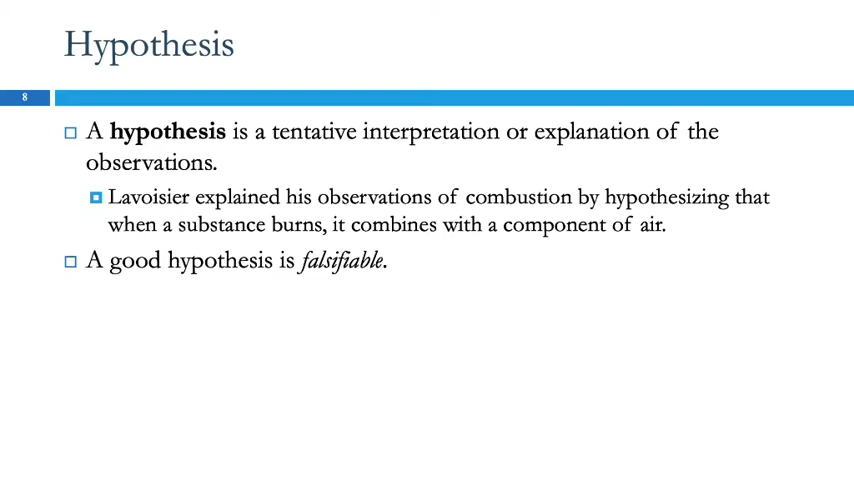 Hypothesis
8
A hypothesis is a tentative interpretation or explanation of the
observations.
Lavoisier explained his observations of combustion by hypothesizing that
when a substance burns, it combines with a component of air.
A good hypothesis is falsifiable.